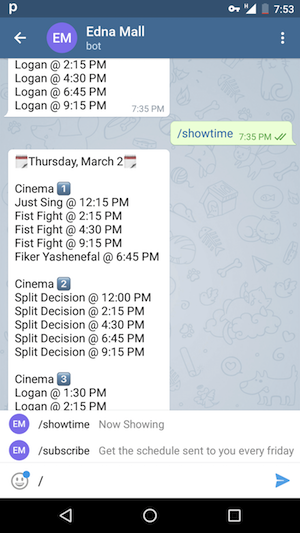 7:53
EM
Edna Mall
bot
Logan @ 2:15 PM
Logan @ 4:30 PM
Logan @ 6:45 PM
Logan @ 9:15 PM
7:35 PM
/showtime 7:35 PM
Thursday, March 2
Cinema 1
Just Sing @ 12:15 PM
Fist Fight @ 2:15 PM
Fist Fight @ 4:30 PM
Fist Fight @ 9:15 PM
Fiker Yashenefal @ 6:45 PM
Cinema 2
Split Decision @ 12:00 PM
Split Decision @ 2:15 PM
Split Decision @ 4:30 PM
Split Decision @ 6:45 PM
Split Decision @ 9:15 PM
Cinema 3
Logan @ 1:30 PM
Logan @ 2:15 PM
EM /showtime Now Showing
EM /subscribe Get the schedule sent to you every friday
/